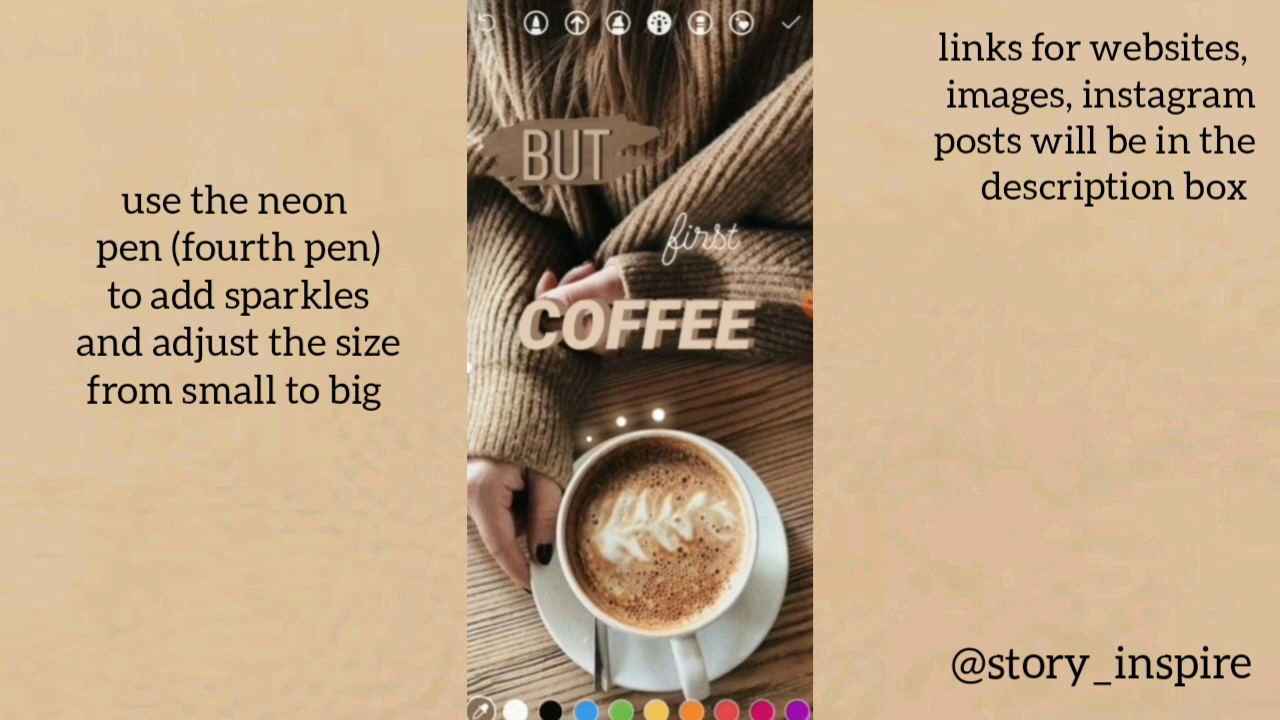 use the neon
pen (fourth pen)
to add sparkles
and adjust the size
from small to big
BUT
first
COFFEE
links for websites,
images, instagram
posts will be in the
description box
@story_inspire